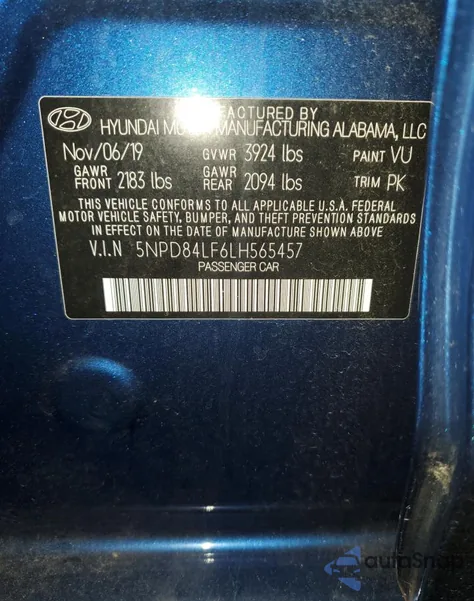 MANUFACTURED BY
HYUNDAI MOTOR MANUFACTURING ALABAMA, LLC
Nov/06/19 GVWR 3924 lbs PAINT VU
GAWR FRONT 2183 lbs GAWR REAR 2094 lbs TRIM PK
THIS VEHICLE CONFORMS TO ALL APPLICABLE U.S.A. FEDERAL
MOTOR VEHICLE SAFETY, BUMPER, AND THEFT PREVENTION STANDARDS
IN EFFECT ON THE DATE OF MANUFACTURE SHOWN ABOVE.
V.I.N 5NPD84LF6LH565457
PASSENGER CAR
autoSnap